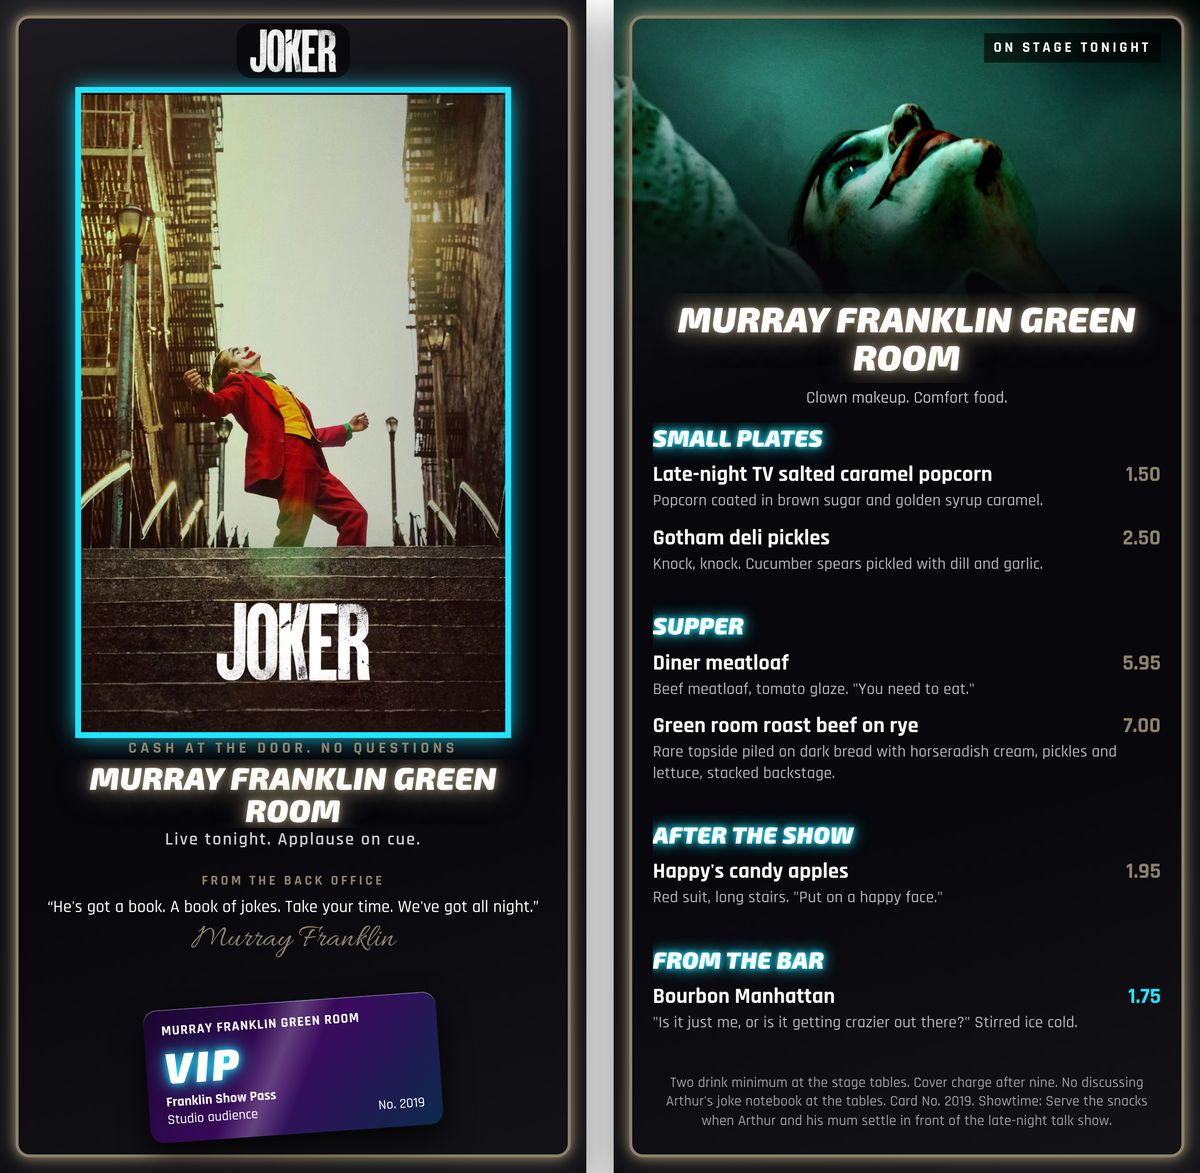 JOKER
JOKER
CASH AT THE DOOR. NO QUESTIONS
MURRAY FRANKLIN GREEN
ROOM
Live tonight. Applause on cue.
FROM THE BACK OFFICE
“He's got a book. A book of jokes. Take your time. We've got all night.”
Murray Franklin
MURRAY FRANKLIN GREEN ROOM
VIP
Franklin Show Pass
Studio audience
No. 2019
ON STAGE TONIGHT
MURRAY FRANKLIN GREEN
ROOM
Clown makeup. Comfort food.
SMALL PLATES
Late-night TV salted caramel popcorn 1.50
Popcorn coated in brown sugar and golden syrup caramel.
Gotham deli pickles 2.50
Knock, knock. Cucumber spears pickled with dill and garlic.
SUPPER
Diner meatloaf 5.95
Beef meatloaf, tomato glaze. "You need to eat."
Green room roast beef on rye 7.00
Rare topside piled on dark bread with horseradish cream, pickles and
lettuce, stacked backstage.
AFTER THE SHOW
Happy's candy apples 1.95
Red suit, long stairs. "Put on a happy face."
FROM THE BAR
Bourbon Manhattan 1.75
"Is it just me, or is it getting crazier out there?" Stirred ice cold.
Two drink minimum at the stage tables. Cover charge after nine. No discussing
Arthur's joke notebook at the tables. Card No. 2019. Showtime: Serve the snacks
when Arthur and his mum settle in front of the late-night talk show.